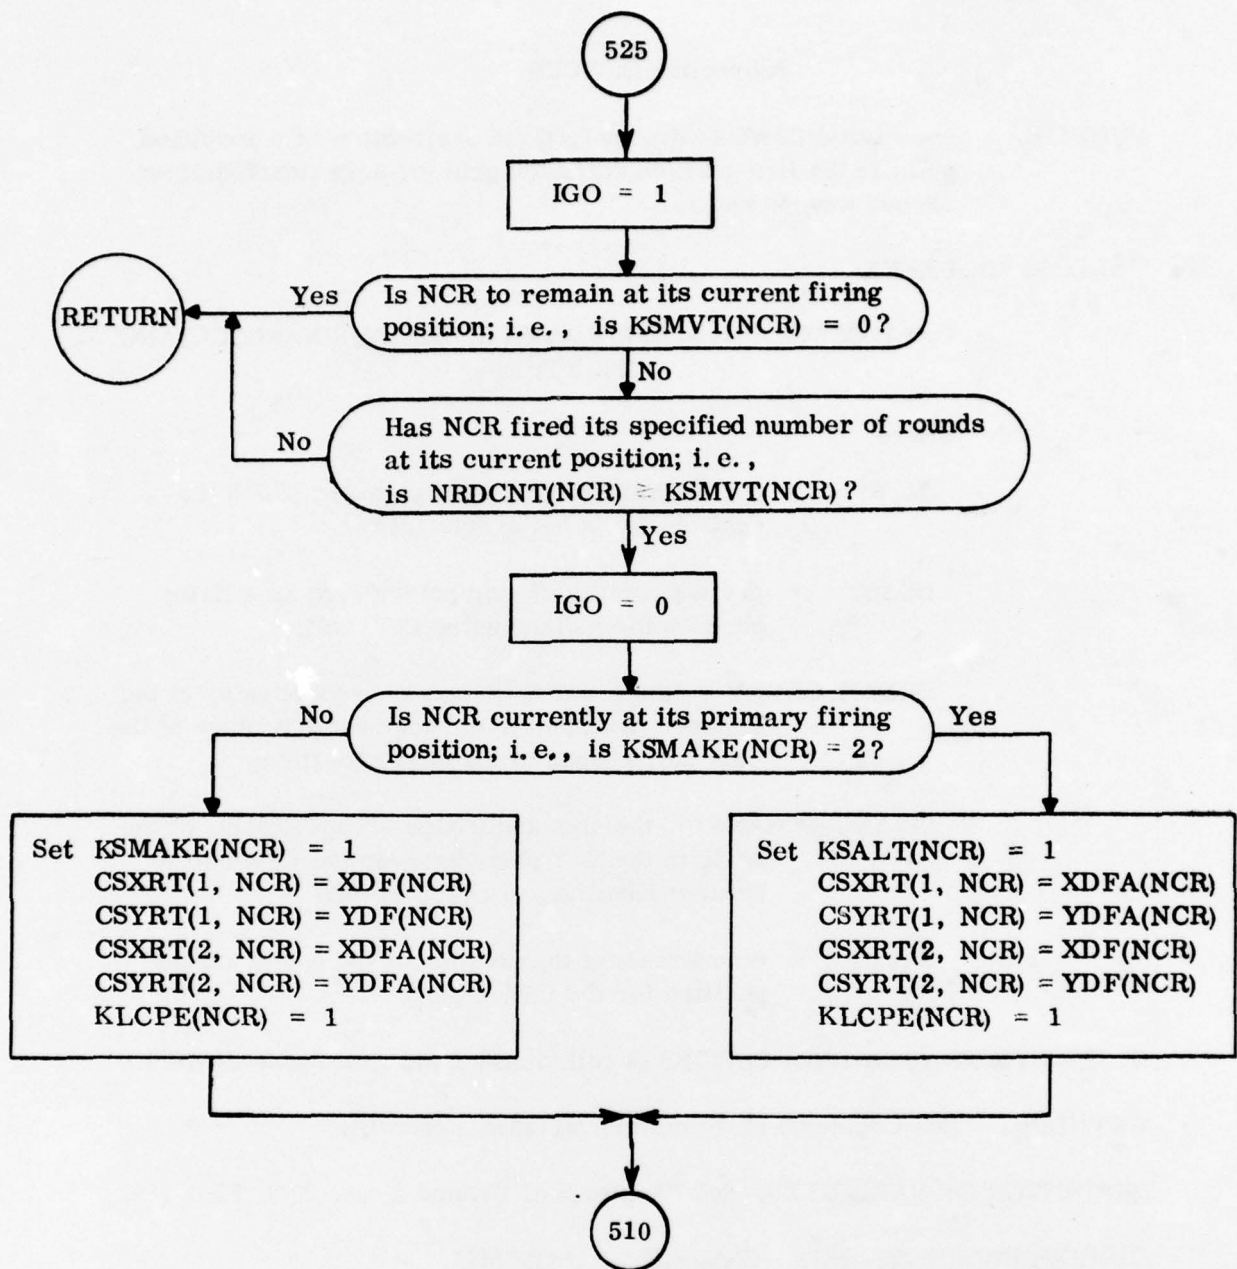 525
IGO = 1
RETURN
Yes
Is NCR to remain at its current firing
position; i.e., is KSMVT(NCR) = 0?
No
No
Has NCR fired its specified number of rounds
at its current position; i.e.,
is NRDCNT(NCR) ≥ KSMVT(NCR)?
Yes
IGO = 0
No
Is NCR currently at its primary firing
position; i.e., is KSMAKE(NCR) = 2?
Yes
Set KSMAKE(NCR) = 1
CSXRT(1, NCR) = XDF(NCR)
CSYRT(1, NCR) = YDF(NCR)
CSXRT(2, NCR) = XDFA(NCR)
CSYRT(2, NCR) = YDFA(NCR)
KLCPE(NCR) = 1
Set KSALT(NCR) = 1
CSXRT(1, NCR) = XDFA(NCR)
CSYRT(1, NCR) = YDFA(NCR)
CSXRT(2, NCR) = XDF(NCR)
CSYRT(2, NCR) = YDF(NCR)
KLCPE(NCR) = 1
510